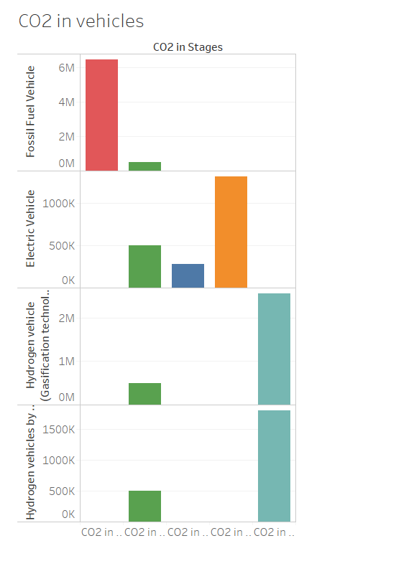 CO2 in vehicles
CO2 in Stages
Fossil Fuel Vehicle
6M
4M
2M
0M
Electric Vehicle
1000K
500K
0K
Hydrogen vehicle
(Gasification technol..
2M
1M
0M
Hydrogen vehicles by ..
1500K
1000K
500K
0K
CO2 in .. CO2 in .. CO2 in .. CO2 in .. CO2 in ..